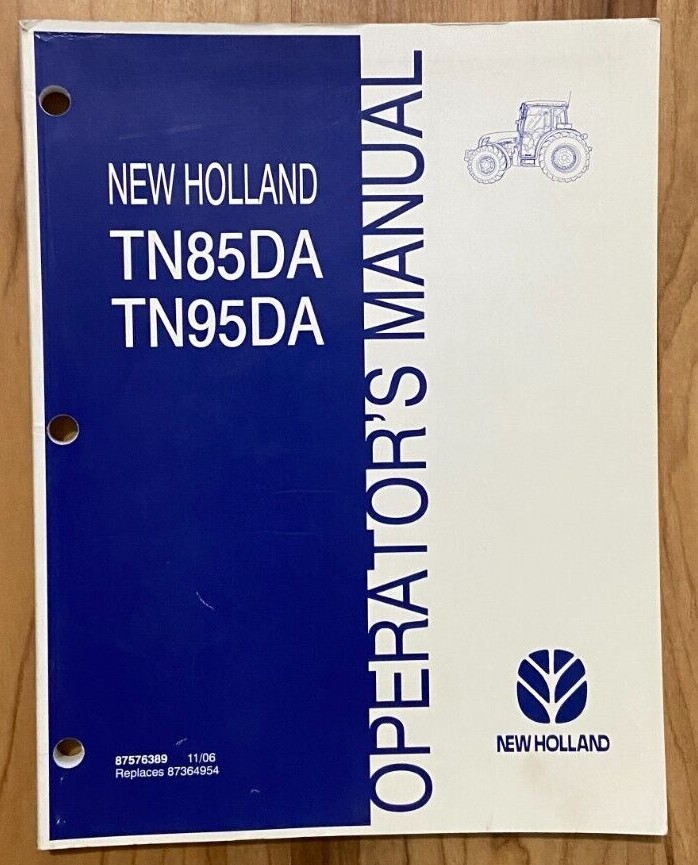 NEW HOLLAND
TN85DA
TN95DA
OPERATOR'S MANUAL
87576389 11/06
Replaces 87364954
NEW HOLLAND